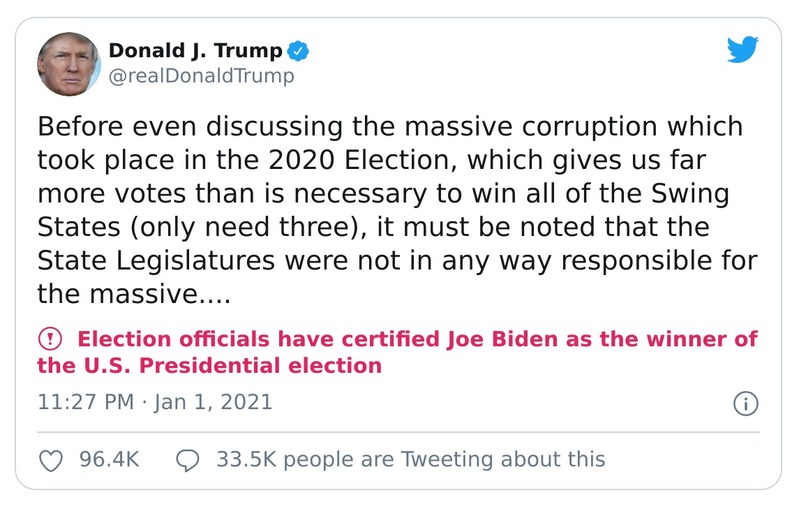 Donald J. Trump
@realDonaldTrump
Before even discussing the massive corruption which
took place in the 2020 Election, which gives us far
more votes than is necessary to win all of the Swing
States (only need three), it must be noted that the
State Legislatures were not in any way responsible for
the massive....
Election officials have certified Joe Biden as the winner of
the U.S. Presidential election
11:27 PM · Jan 1, 2021
96.4K 33.5K people are Tweeting about this